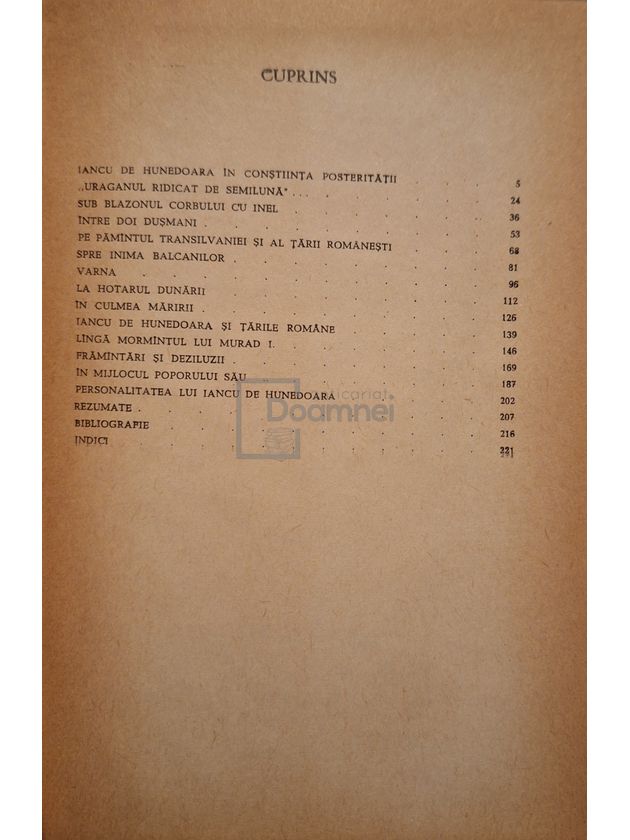 CUPRINS
IANCU DE HUNEDOARA ÎN CONȘTIINȚA POSTERITĂȚII . . . 5
„URAGANUL RIDICAT DE SEMILUNĂ" . . . . . . . . 24
SUB BLAZONUL CORBULUI CU INEL . . . . . . . 36
ÎNTRE DOI DUȘMANI . . . . . . . . . . 53
PE PĂMÎNTUL TRANSILVANIEI ȘI AL ȚĂRII ROMÂNEȘTI . . . 68
SPRE INIMA BALCANILOR . . . . . . . . . 81
VARNA . . . . . . . . . . . . 96
LA HOTARUL DUNĂRII . . . . . . . . . 112
ÎN CULMEA MĂRIRII . . . . . . . . . . 126
IANCU DE HUNEDOARA ȘI ȚĂRILE ROMÂNE . . . . . 139
LÎNGĂ MORMÎNTUL LUI MURAD I. . . . . . . . 146
FRĂMÎNTĂRI ȘI DEZILUZII . . . . . . . . . 169
ÎN MIJLOCUL POPORULUI SĂU . . . . . . . . 187
PERSONALITATEA LUI IANCU DE HUNEDOARA . . . . . 202
REZUMATE . . . . . . . . . . . . 207
BIBLIOGRAFIE . . . . . . . . . . . 216
INDICI . . . . . . . . . . . . 221
anticariat
Doamnei